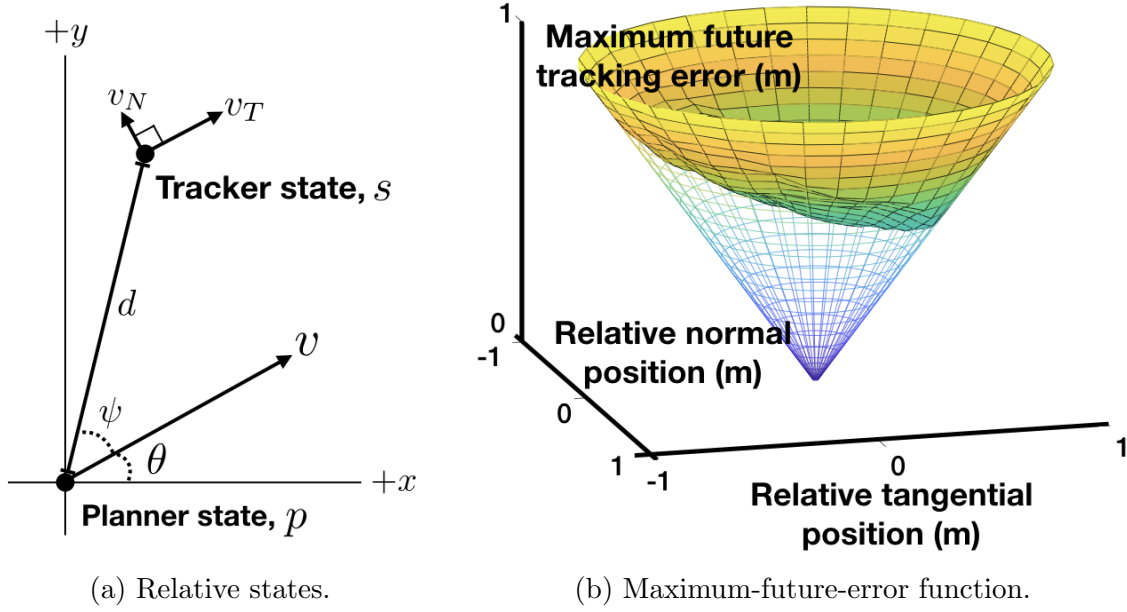 +y
v_N
v_T
Tracker state, s
d
v
ψ
θ
+x
Planner state, p
(a) Relative states.
1
Maximum future
tracking error (m)
0
-1
Relative normal
position (m)
0
1
-1
0
1
Relative tangential
position (m)
(b) Maximum-future-error function.